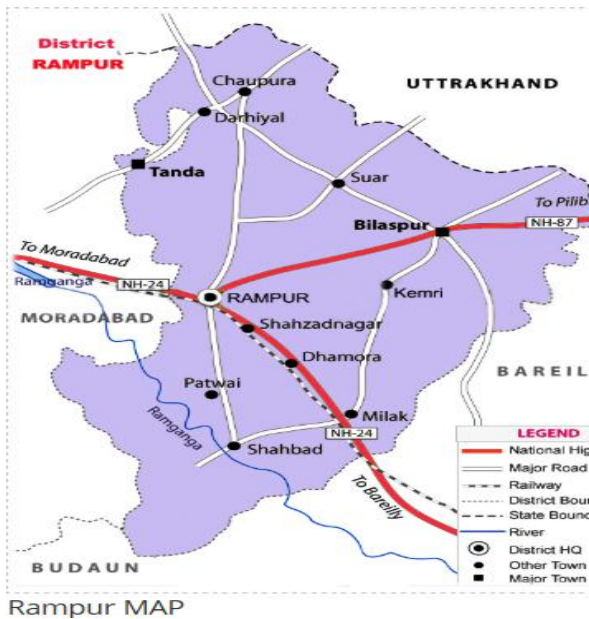 District
RAMPUR
UTTRAKHAND
Chaupura
Darhiyal
Tanda
Suar
Bilaspur
To Pilib
NH-87
To Moradabad
Ramganga
NH-24
RAMPUR
Kemri
MORADABAD
Shahzadnagar
Dhamora
BAREIL
Patwai
Ramganga
Milak
NH-24
Shahbad
To Bareilly
BUDAUN
LEGEND
National Hig
Major Road
Railway
District Boun
State Bound
River
District HQ
Other Town
Major Town
Rampur MAP